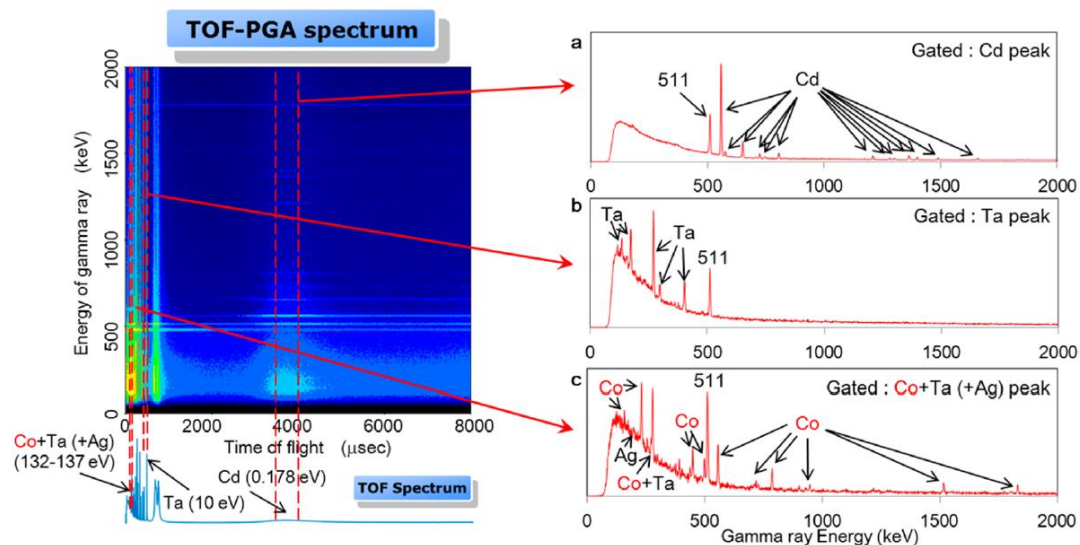 TOF-PGA spectrum
2000
1500
1000
500
0
Energy of gamma ray (keV)
0
2000
4000
6000
8000
Time of flight (μsec)
Co+Ta (+Ag)
(132-137 eV)
Ta (10 eV)
Cd (0.178 eV)
TOF Spectrum
a
Gated : Cd peak
511
Cd
0
500
1000
1500
2000
b
Gated : Ta peak
Ta
Ta
511
0
500
1000
1500
2000
c
Gated : Co+Ta (+Ag) peak
Co
511
Co
Co
Ag
Co+Ta
0
500
1000
1500
2000
Gamma ray Energy (keV)